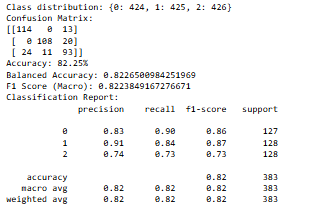 Class distribution: {0: 424, 1: 425, 2: 426}
Confusion Matrix:
[[114   0  13]
 [  0 108  20]
 [ 24  11  93]]
Accuracy: 82.25%
Balanced Accuracy: 0.8226500984251969
F1 Score (Macro): 0.8223849167276671
Classification Report:
              precision    recall  f1-score   support
           0       0.83      0.90      0.86       127
           1       0.91      0.84      0.87       128
           2       0.74      0.73      0.73       128
    accuracy                           0.82       383
   macro avg       0.82      0.82      0.82       383
weighted avg       0.82      0.82      0.82       383